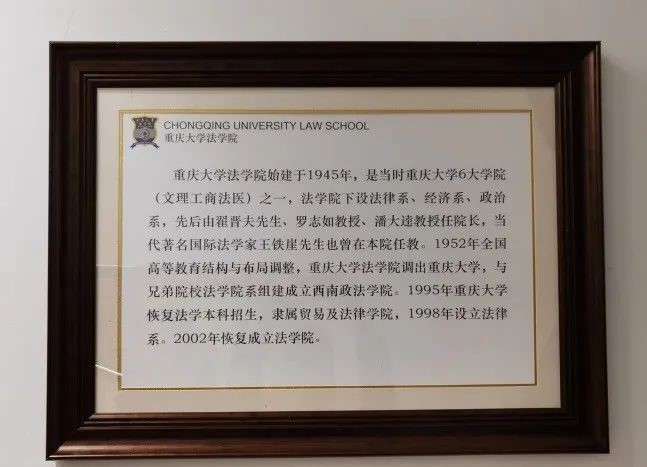 CHONGQING UNIVERSITY LAW SCHOOL
重庆大学法学院
重庆大学法学院始建于1945年，是当时重庆大学6大学院
（文理工商法医）之一，法学院下设法律系、经济系、政治
系，先后由翟晋夫先生、罗志如教授、潘大逵教授任院长，当
代著名国际法学家王铁崖先生也曾在本院任教。1952年全国
高等教育结构与布局调整，重庆大学法学院调出重庆大学，与
兄弟院校法学院系组建成立西南政法学院。1995年重庆大学
恢复法学本科招生，隶属贸易及法律学院，1998年设立法律
系。2002年恢复成立法学院。